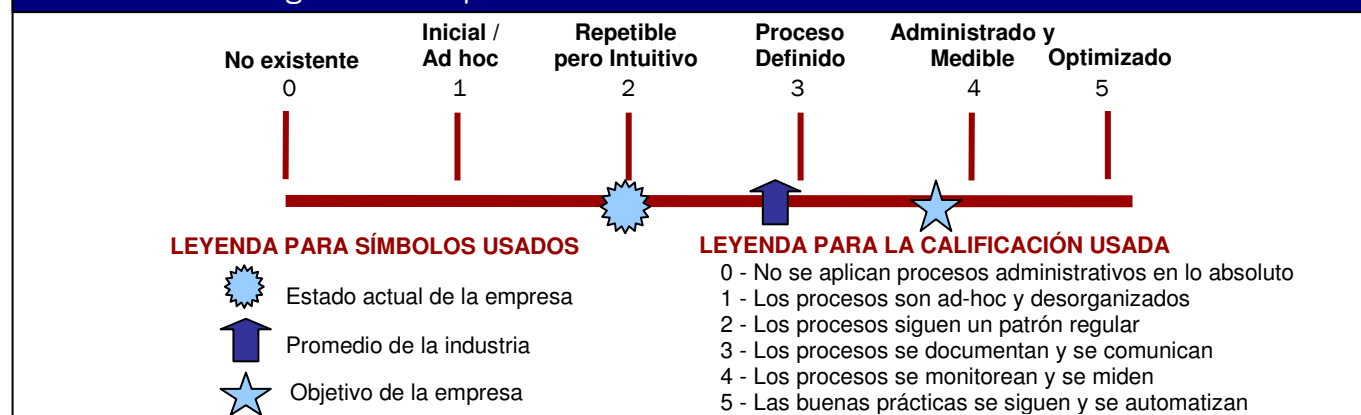 No existente
Inicial /
Ad hoc
Repetible
pero Intuitivo
Proceso
Definido
Administrado y
Medible
Optimizado
0 1 2 3 4 5
LEYENDA PARA SÍMBOLOS USADOS
Estado actual de la empresa
Promedio de la industria
Objetivo de la empresa
LEYENDA PARA LA CALIFICACIÓN USADA
0 - No se aplican procesos administrativos en lo absoluto
1 - Los procesos son ad-hoc y desorganizados
2 - Los procesos siguen un patrón regular
3 - Los procesos se documentan y se comunican
4 - Los procesos se monitorean y se miden
5 - Las buenas prácticas se siguen y se automatizan